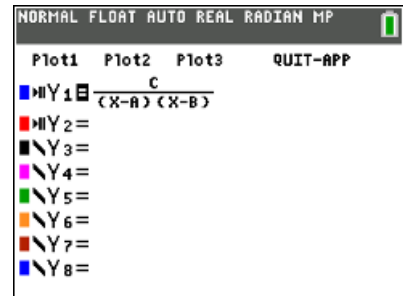 NORMAL FLOAT AUTO REAL RADIAN MP
Plot1 Plot2 Plot3 QUIT-APP
Y1= C
(X-A)(X-B)
Y2=
Y3=
Y4=
Y5=
Y6=
Y7=
Y8=